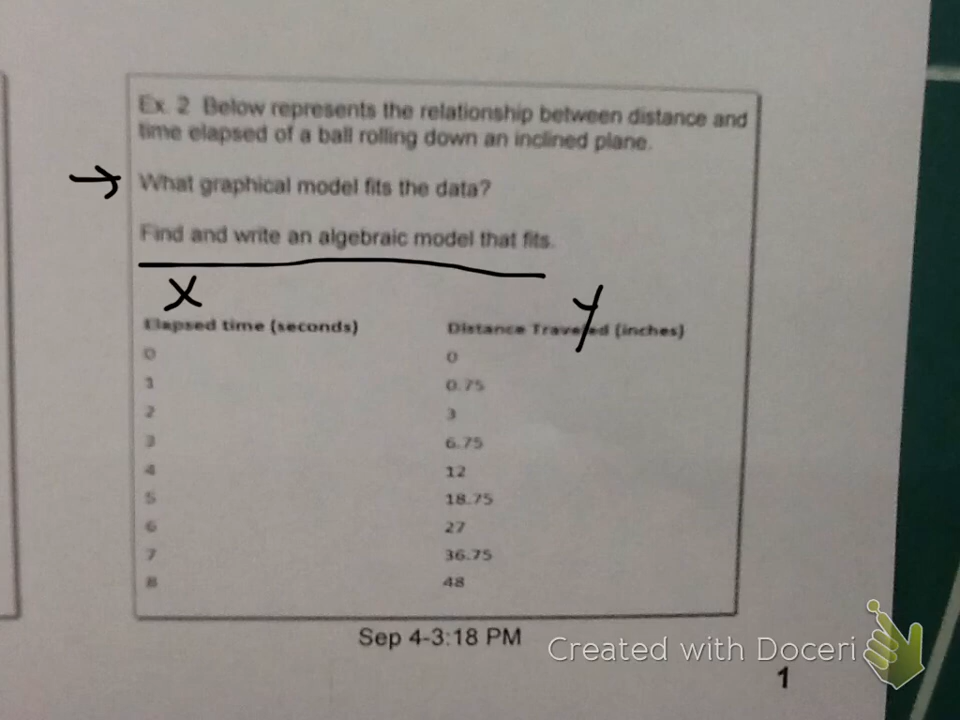 Ex. 2 Below represents the relationship between distance and
time elapsed of a ball rolling down an inclined plane.
→ What graphical model fits the data?
Find and write an algebraic model that fits.
x y
Elapsed time (seconds) Distance Traveled (inches)
0 0
1 0.75
2 3
3 6.75
4 12
5 18.75
6 27
7 36.75
8 48
Sep 4-3:18 PM
Created with Doceri
1